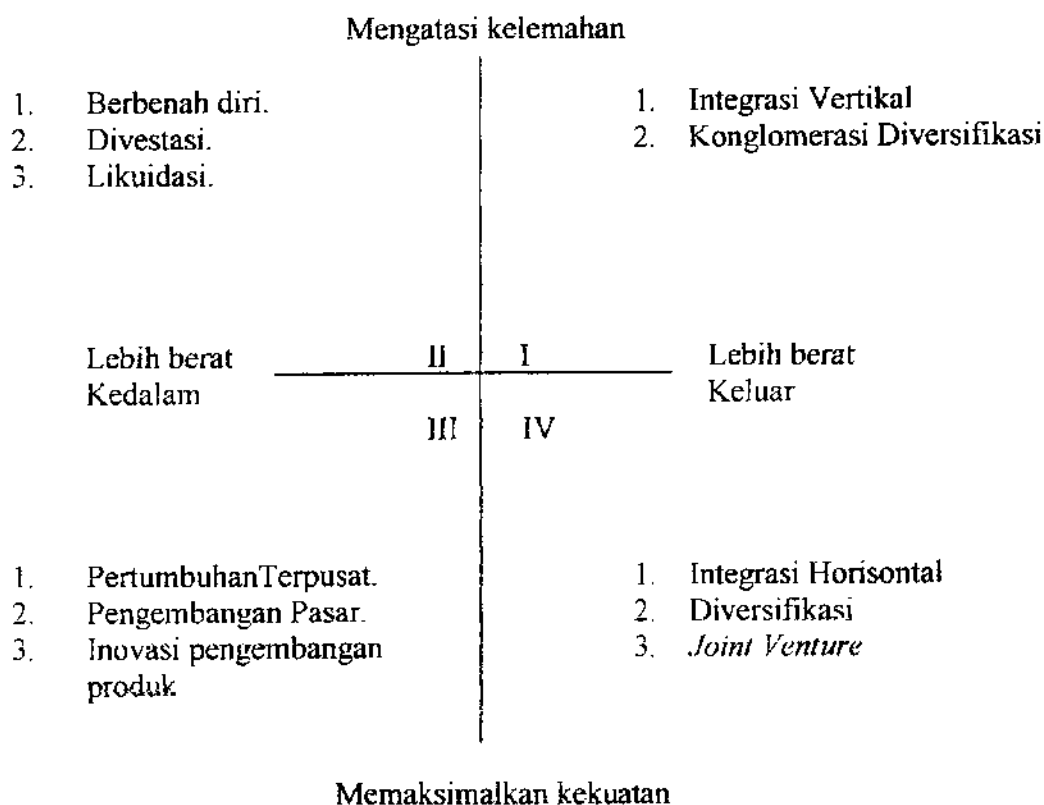 Mengatasi kelemahan
1. Berbenah diri.
2. Divestasi.
3. Likuidasi.
1. Integrasi Vertikal
2. Konglomerasi Diversifikasi
Lebih berat
Kedalam
II
I
Lebih berat
Keluar
III
IV
1. PertumbuhanTerpusat.
2. Pengembangan Pasar.
3. Inovasi pengembangan
produk
1. Integrasi Horisontal
2. Diversifikasi
3. Joint Venture
Memaksimalkan kekuatan